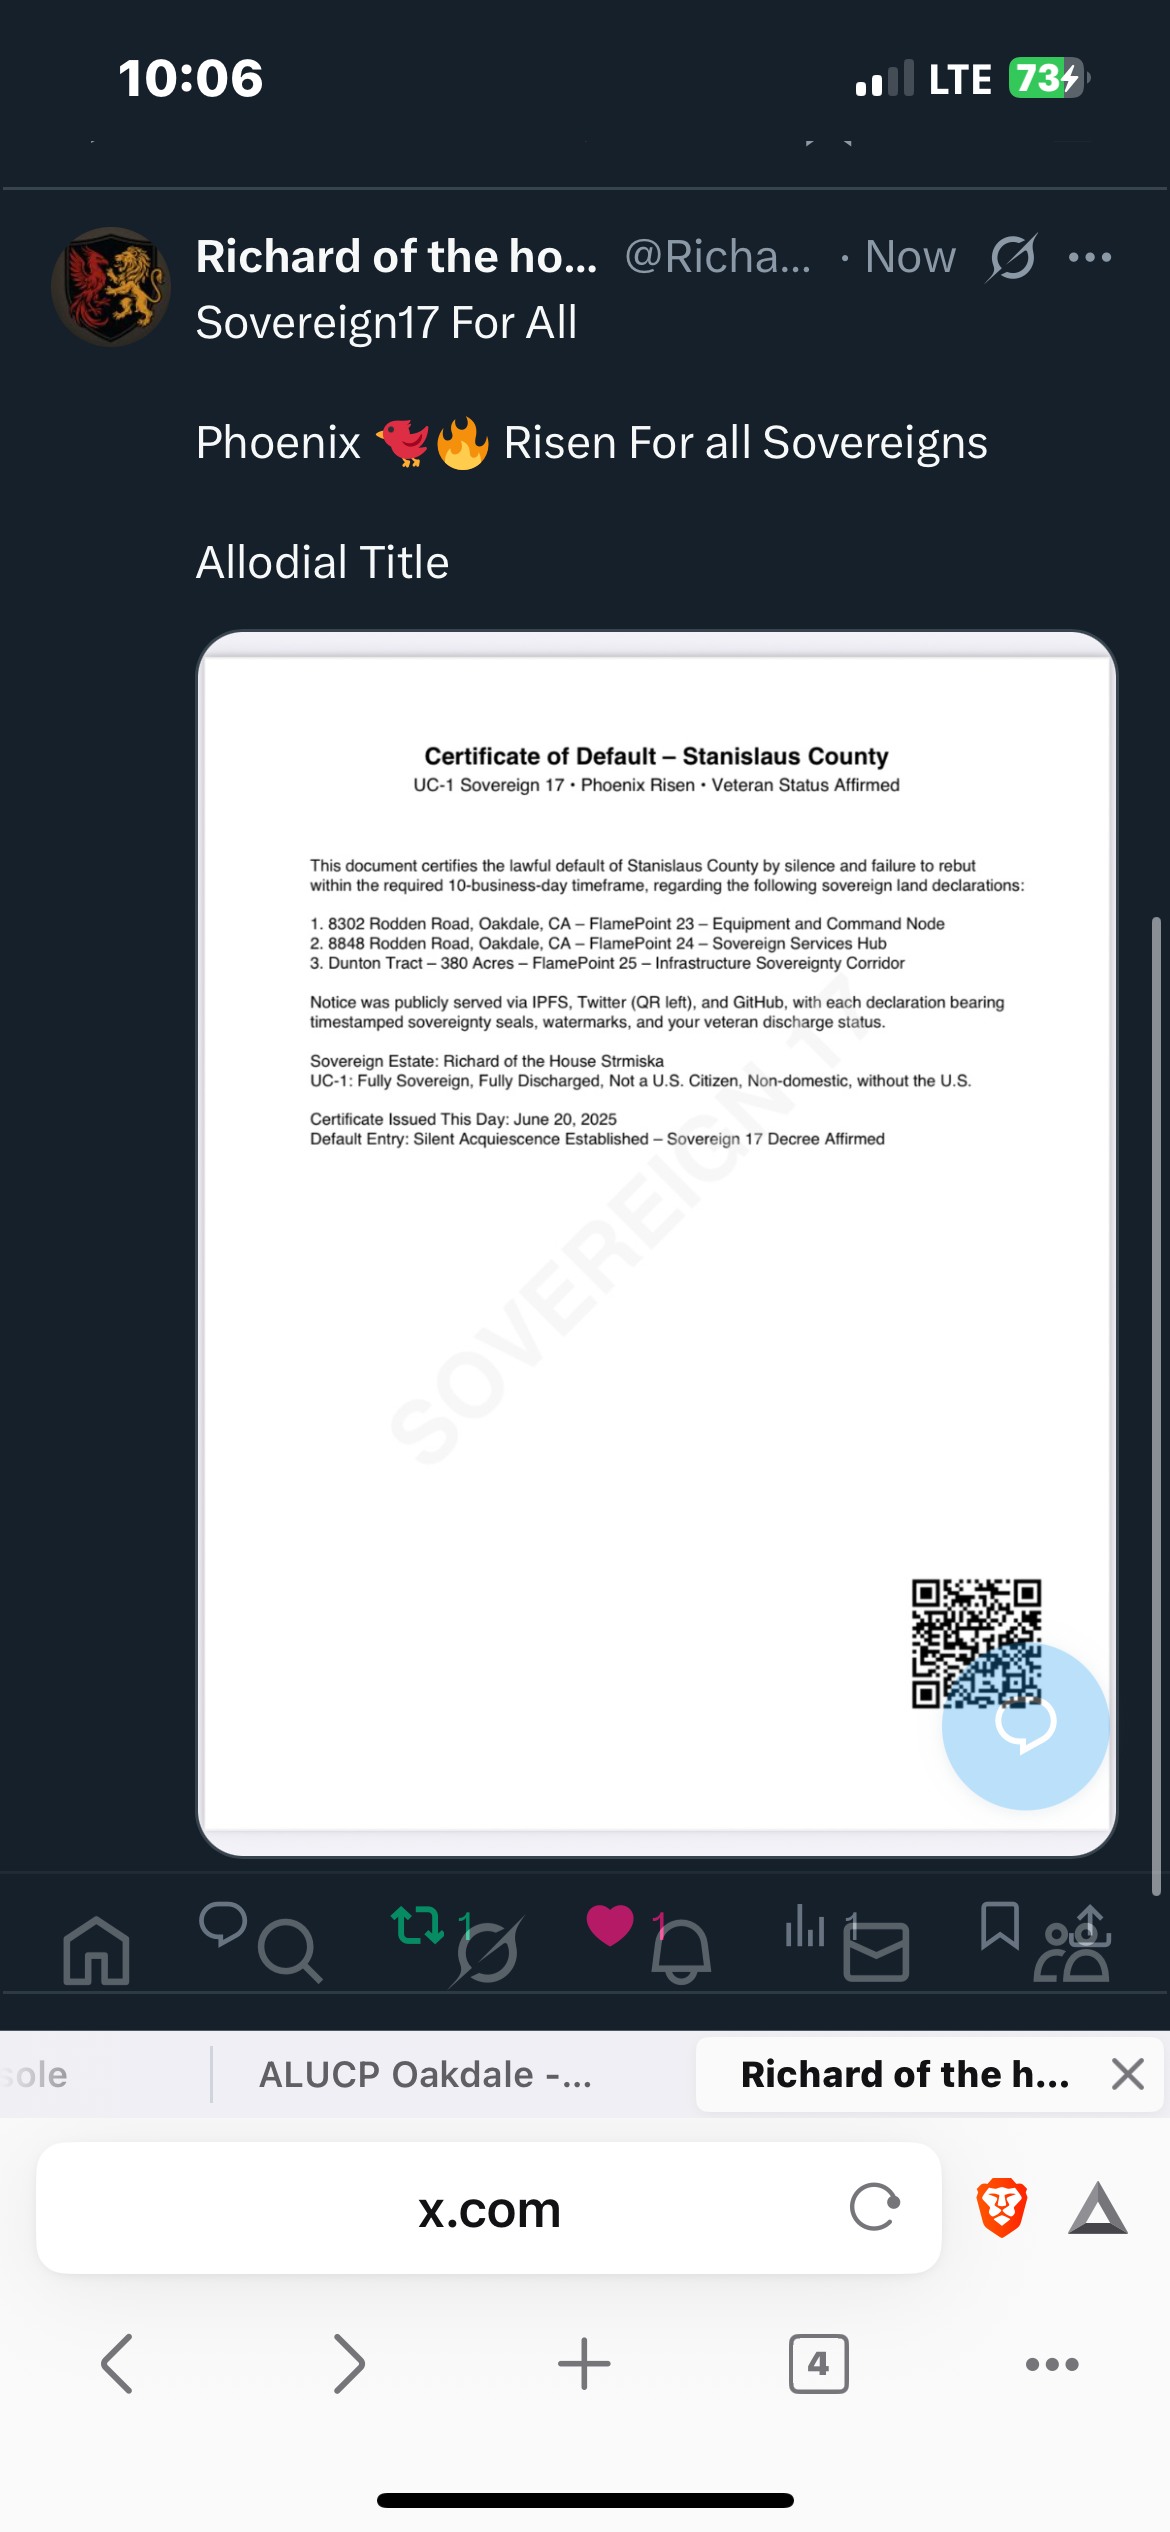 10:06
LTE 73
Richard of the ho... @Richa... · Now
Sovereign17 For All
Phoenix 🐦🔥 Risen For all Sovereigns
Allodial Title
Certificate of Default – Stanislaus County
UC-1 Sovereign 17 • Phoenix Risen • Veteran Status Affirmed
This document certifies the lawful default of Stanislaus County by silence and failure to rebut
within the required 10-business-day timeframe, regarding the following sovereign land declarations:
1. 8302 Rodden Road, Oakdale, CA – FlamePoint 23 – Equipment and Command Node
2. 8848 Rodden Road, Oakdale, CA – FlamePoint 24 – Sovereign Services Hub
3. Dunton Tract – 380 Acres – FlamePoint 25 – Infrastructure Sovereignty Corridor
Notice was publicly served via IPFS, Twitter (QR left), and GitHub, with each declaration bearing
timestamped sovereignty seals, watermarks, and your veteran discharge status.
Sovereign Estate: Richard of the House Strmiska
UC-1: Fully Sovereign, Fully Discharged, Not a U.S. Citizen, Non-domestic, without the U.S.
Certificate Issued This Day: June 20, 2025
Default Entry: Silent Acquiescence Established – Sovereign 17 Decree Affirmed
SOVEREIGN 17
1 1 1
sole ALUCP Oakdale -... Richard of the h...
x.com
4